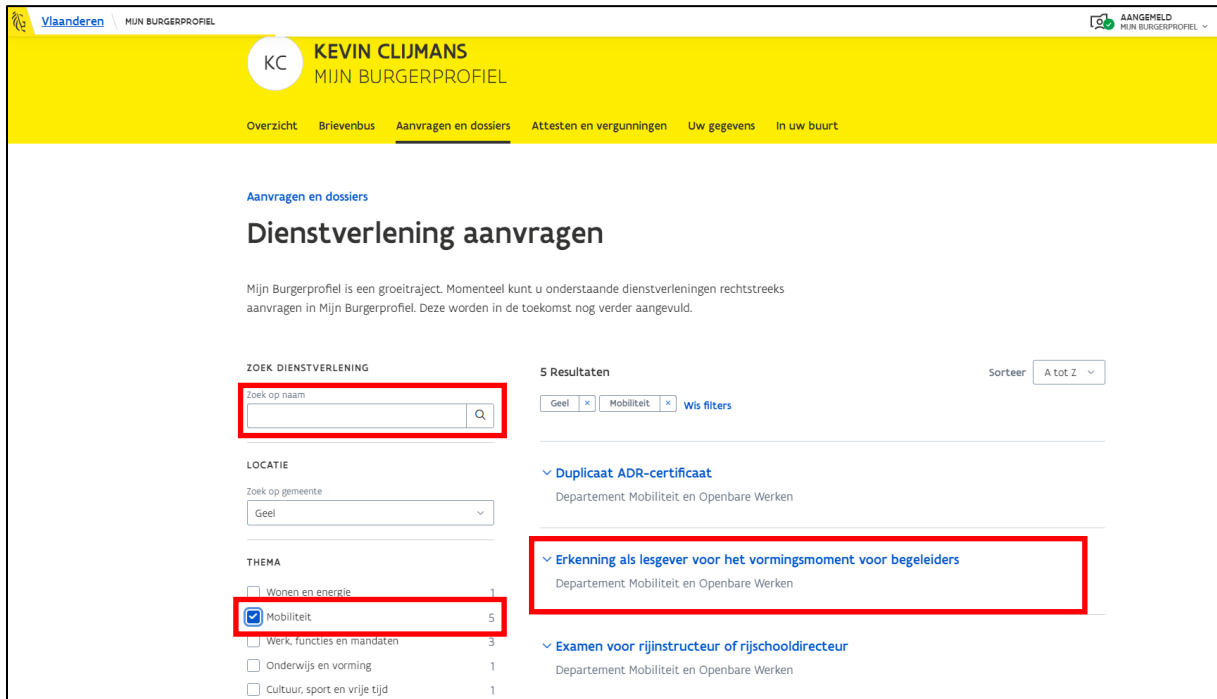 Vlaanderen
MIJN BURGERPROFIEL
AANGEMELD
MIJN BURGERPROFIEL
KC
KEVIN CLIJMANS
MIJN BURGERPROFIEL
Overzicht Brievenbus Aanvragen en dossiers Attesten en vergunningen Uw gegevens In uw buurt
Aanvragen en dossiers
Dienstverlening aanvragen
Mijn Burgerprofiel is een groeitraject. Momenteel kunt u onderstaande dienstverleningen rechtstreeks
aanvragen in Mijn Burgerprofiel. Deze worden in de toekomst nog verder aangevuld.
ZOEK DIENSTVERLENING
Zoek op naam
LOCATIE
Zoek op gemeente
Geel
THEMA
Wonen en energie 1
Mobiliteit 5
Werk, functies en mandaten 3
Onderwijs en vorming 1
Cultuur, sport en vrije tijd 1
5 Resultaten
Sorteer A tot Z
Geel × Mobiliteit × Wis filters
Duplicaat ADR-certificaat
Departement Mobiliteit en Openbare Werken
Erkenning als lesgever voor het vormingsmoment voor begeleiders
Departement Mobiliteit en Openbare Werken
Examen voor rijinstructeur of rijschooldirecteur
Departement Mobiliteit en Openbare Werken